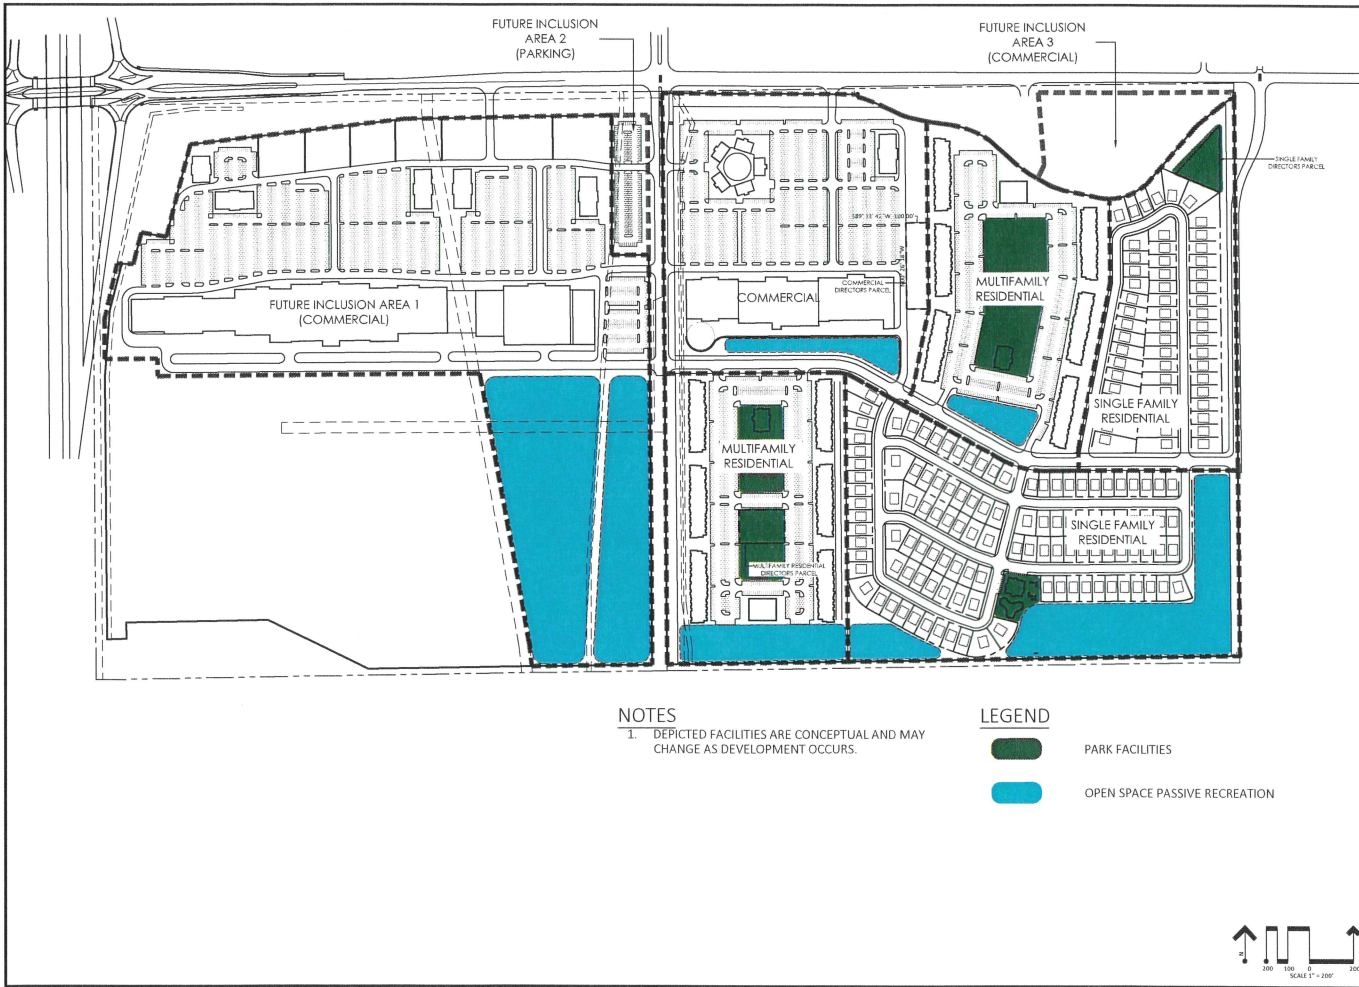 FUTURE INCLUSION
AREA 2
(PARKING)
FUTURE INCLUSION
AREA 3
(COMMERCIAL)
SINGLE FAMILY
DIRECTORS PARCEL
COMMERCIAL
DIRECTORS PARCEL
MULTIFAMILY
RESIDENTIAL
FUTURE INCLUSION AREA 1
(COMMERCIAL)
COMMERCIAL
SINGLE FAMILY
RESIDENTIAL
MULTIFAMILY
RESIDENTIAL
SINGLE FAMILY
RESIDENTIAL
MULTIFAMILY RESIDENTIAL
DIRECTORS PARCEL
NOTES
1. DEPICTED FACILITIES ARE CONCEPTUAL AND MAY
CHANGE AS DEVELOPMENT OCCURS.
LEGEND
PARK FACILITIES
OPEN SPACE PASSIVE RECREATION
N
200 100 0 200
SCALE 1" = 200'